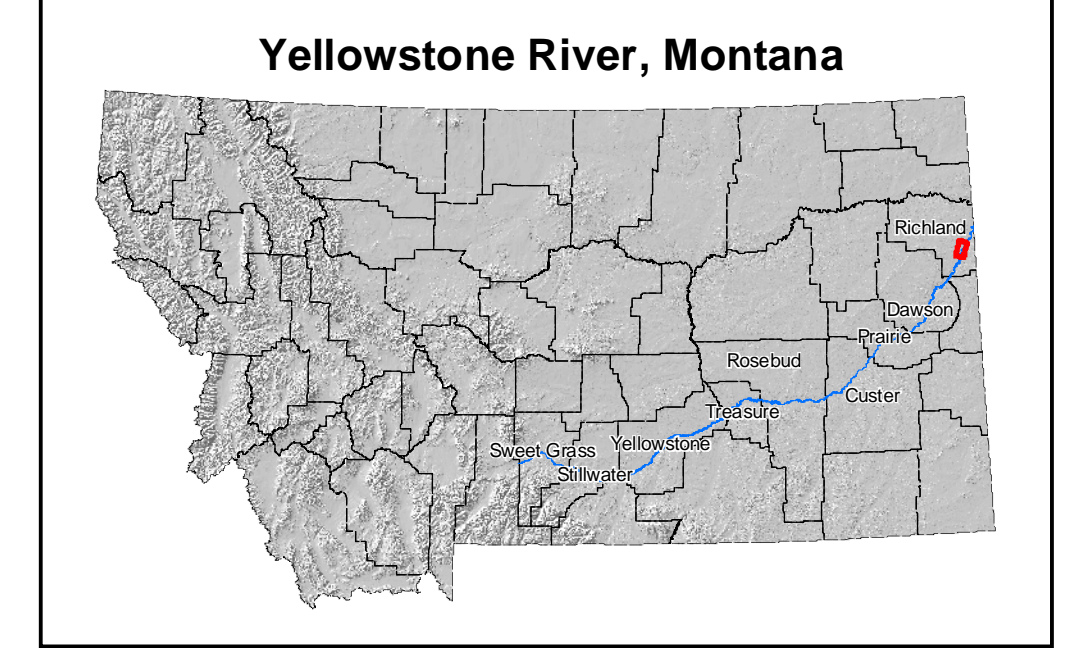 Yellowstone River, Montana
Richland
Dawson
Prairie
Rosebud
Custer
Treasure
Yellowstone
Sweet Grass
Stillwater